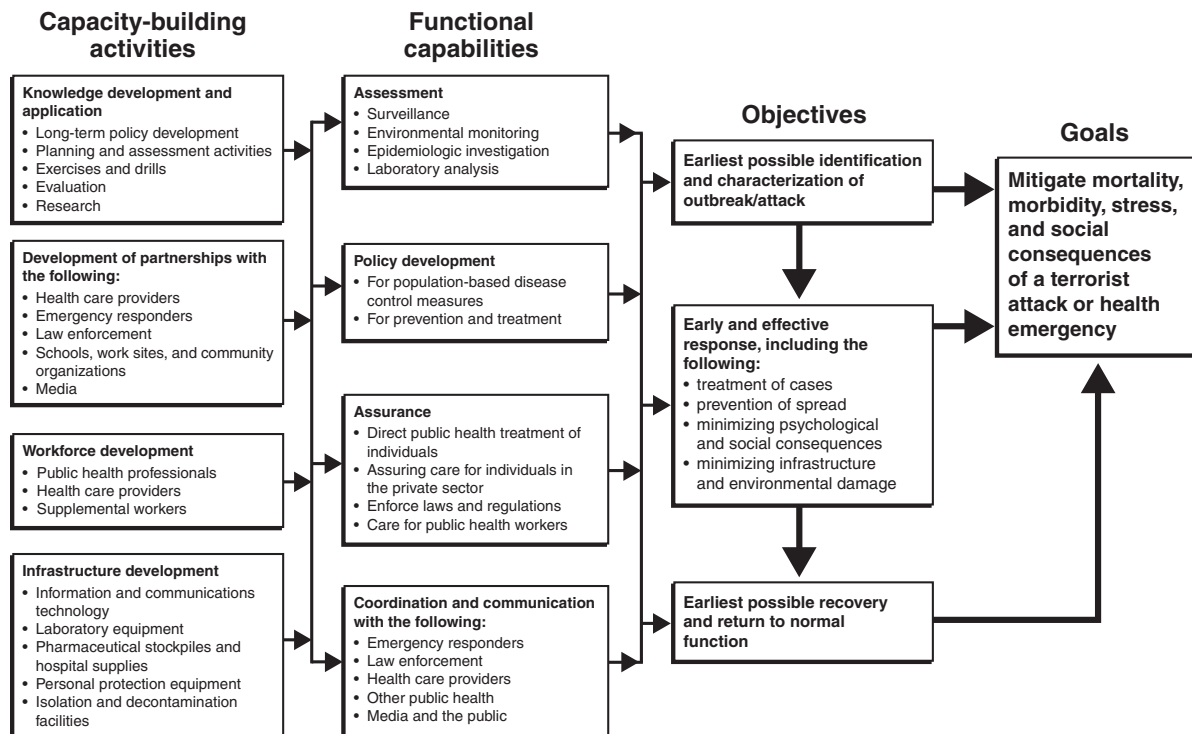 Capacity-building
activities
Knowledge development and
application
• Long-term policy development
• Planning and assessment activities
• Exercises and drills
• Evaluation
• Research
Development of partnerships with
the following:
• Health care providers
• Emergency responders
• Law enforcement
• Schools, work sites, and community
organizations
• Media
Workforce development
• Public health professionals
• Health care providers
• Supplemental workers
Infrastructure development
• Information and communications
technology
• Laboratory equipment
• Pharmaceutical stockpiles and
hospital supplies
• Personal protection equipment
• Isolation and decontamination
facilities
Functional
capabilities
Assessment
• Surveillance
• Environmental monitoring
• Epidemiologic investigation
• Laboratory analysis
Policy development
• For population-based disease
control measures
• For prevention and treatment
Assurance
• Direct public health treatment of
individuals
• Assuring care for individuals in
the private sector
• Enforce laws and regulations
• Care for public health workers
Coordination and communication
with the following:
• Emergency responders
• Law enforcement
• Health care providers
• Other public health
• Media and the public
Objectives
Earliest possible identification
and characterization of
outbreak/attack
Early and effective
response, including the
following:
• treatment of cases
• prevention of spread
• minimizing psychological
and social consequences
• minimizing infrastructure
and environmental damage
Earliest possible recovery
and return to normal
function
Goals
Mitigate mortality,
morbidity, stress,
and social
consequences
of a terrorist
attack or health
emergency